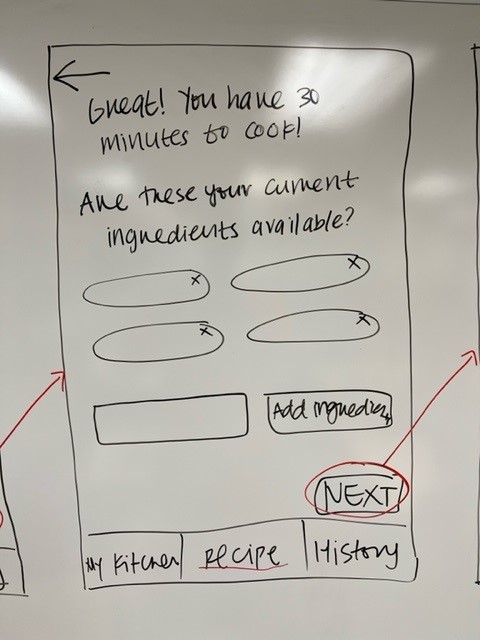 Great! You have 30
minutes to cook!
Are these your current
ingredients available?
x x
x x
Add ingredient
NEXT
My Kitchen recipe History